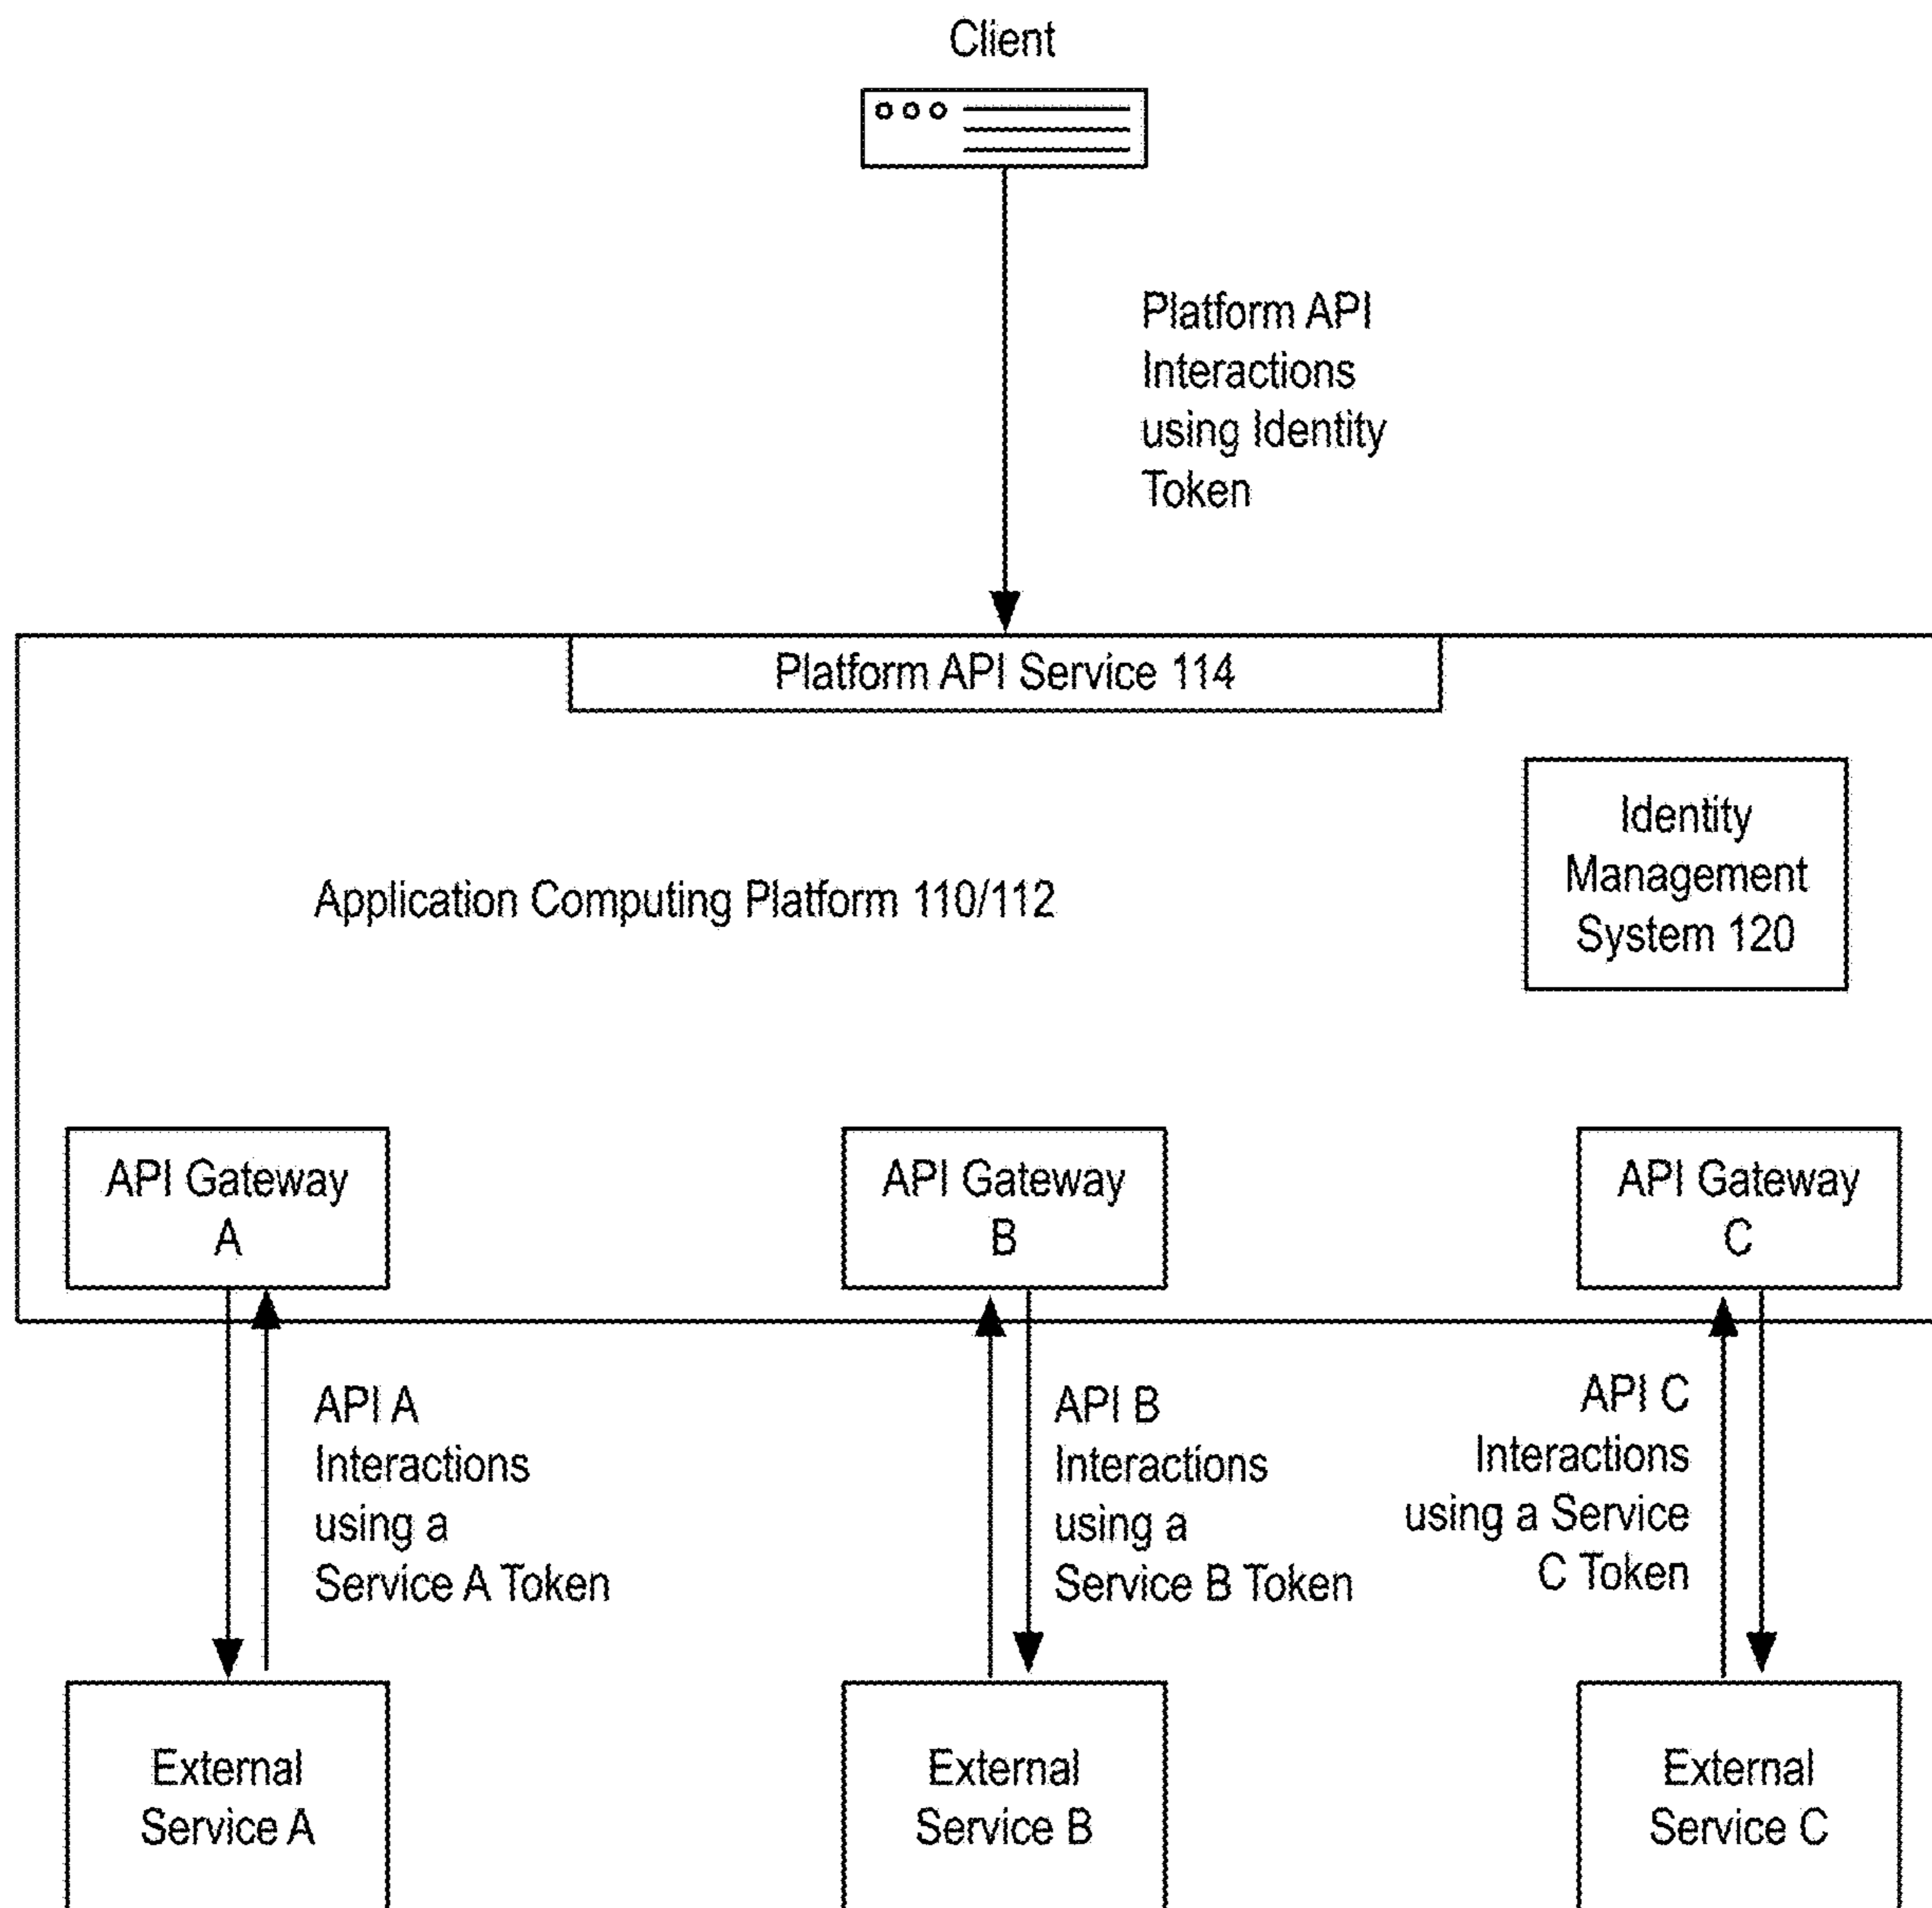 Client
Platform API
Interactions
using Identity
Token
Platform API Service 114
Identity
Management
System 120
Application Computing Platform 110/112
API Gateway
A
API Gateway
B
API Gateway
C
API A
Interactions
using a
Service A Token
API B
Interactions
using a
Service B Token
API C
Interactions
using a Service
C Token
External
Service A
External
Service B
External
Service C